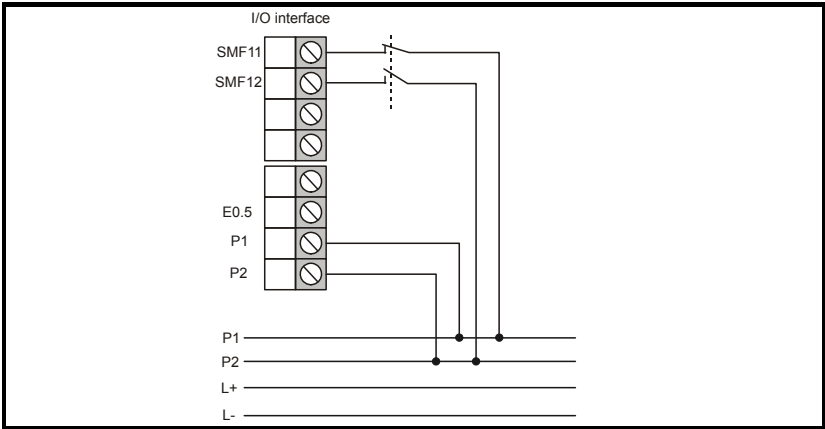 I/O interface
SMF11
SMF12
E0.5
P1
P2
P1
P2
L+
L-